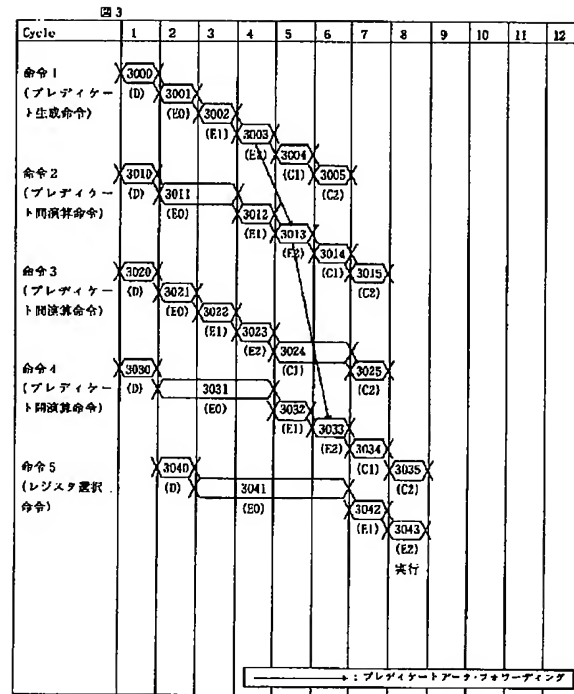 図3
Cycle 1 2 3 4 5 6 7 8 9 10 11 12
命令1
(プレディケー
ト生成命令)
3000 (D)
3001 (E0)
3002 (E1)
3003 (E2)
3004 (C1)
3005 (C2)
命令2
(プレディケー
ト間演算命令)
3010 (D)
3011 (E0)
3012 (E1)
3013 (E2)
3014 (C1)
3015 (C2)
命令3
(プレディケー
ト間演算命令)
3020 (D)
3021 (E0)
3022 (E1)
3023 (E2)
3024 (C1)
3025 (C2)
命令4
(プレディケー
ト間演算命令)
3030 (D)
3031 (E0)
3032 (E1)
3033 (E2)
3034 (C1)
3035 (C2)
命令5
(レジスタ選択
命令)
3040 (D)
3041 (E0)
3042 (E1)
3043 (E2)
実行
:プレディケートデータ・フォワーディング